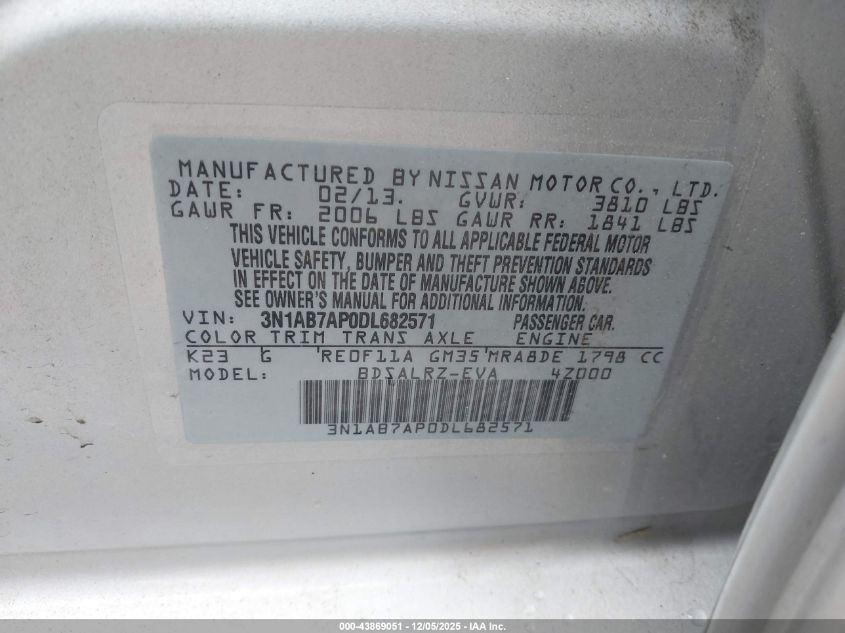 MANUFACTURED BY NISSAN MOTOR CO., LTD.
DATE: 02/13. GVWR: 3810 LBS
GAWR FR: 2006 LBS GAWR RR: 1841 LBS
THIS VEHICLE CONFORMS TO ALL APPLICABLE FEDERAL MOTOR
VEHICLE SAFETY, BUMPER AND THEFT PREVENTION STANDARDS
IN EFFECT ON THE DATE OF MANUFACTURE SHOWN ABOVE.
SEE OWNER'S MANUAL FOR ADDITIONAL INFORMATION.
VIN: 3N1AB7AP0DL682571 PASSENGER CAR.
COLOR TRIM TRANS AXLE ENGINE
K23 G RE0F11A GM35 MRA8DE 1798 CC
MODEL: BDSALRZ-EVA 4Z000
3N1AB7AP0DL682571
000-43869051 - 12/05/2025 - IAA Inc.